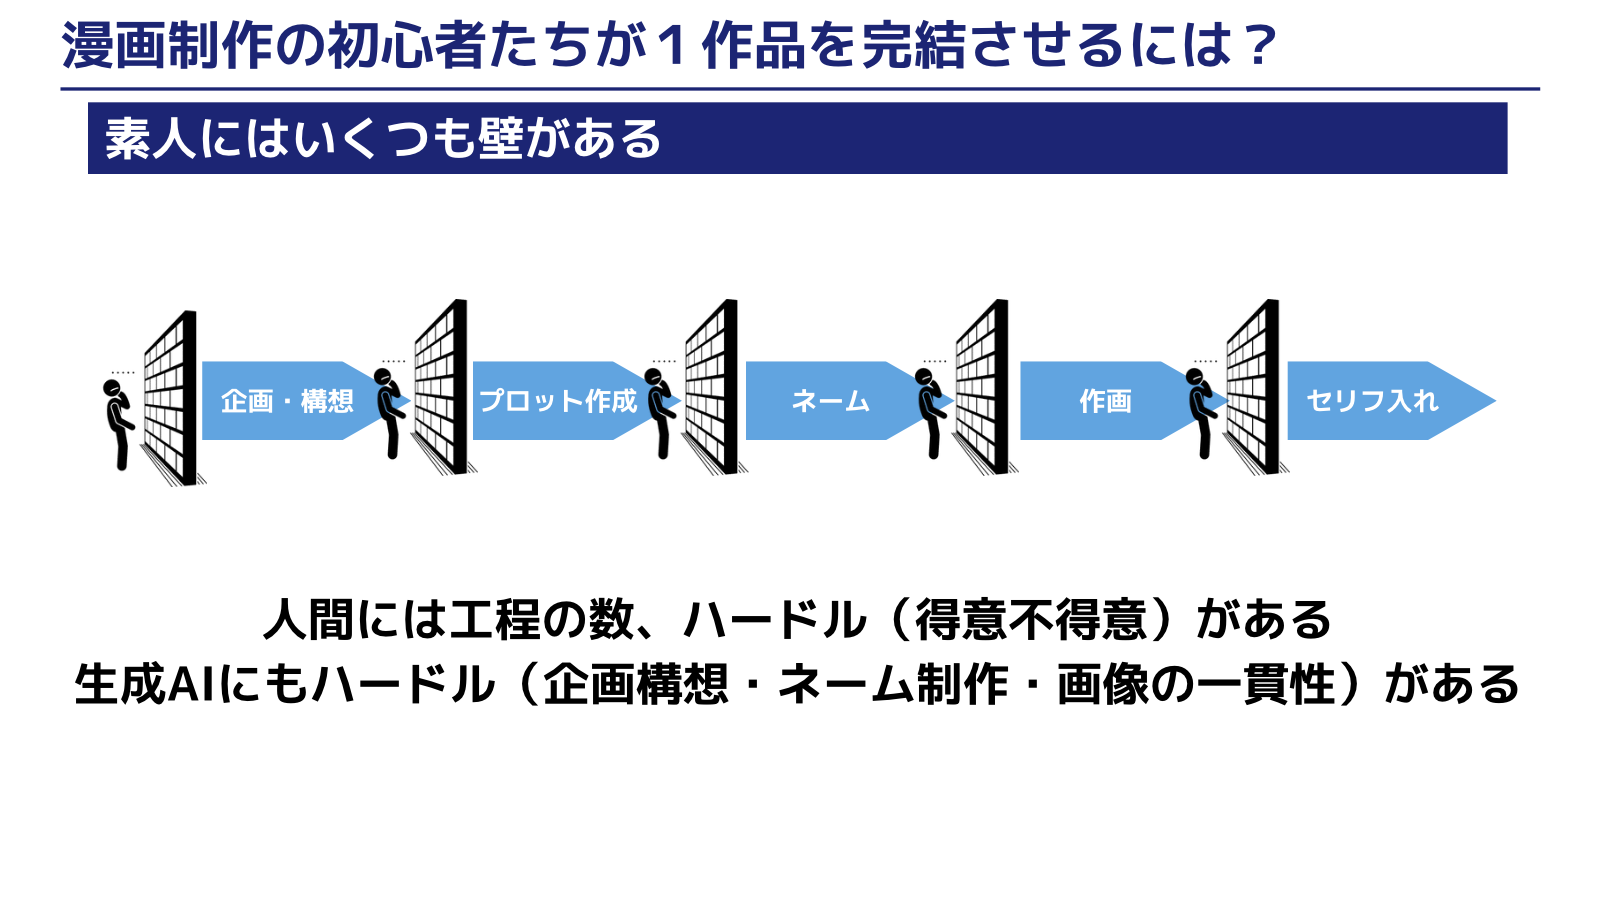 漫画制作の初心者たちが１作品を完結させるには？
素人にはいくつも壁がある
企画・構想
プロット作成
ネーム
作画
セリフ入れ
人間には工程の数、ハードル（得意不得意）がある
生成AIにもハードル（企画構想・ネーム制作・画像の一貫性）がある